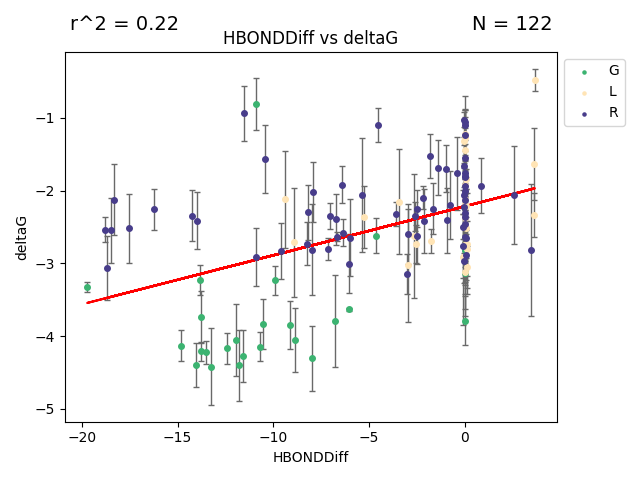 r^2 = 0.22
N = 122
HBONDDiff vs deltaG
G
L
R
−1
−2
−3
−4
−5
deltaG
−20 −15 −10 −5 0
HBONDDiff